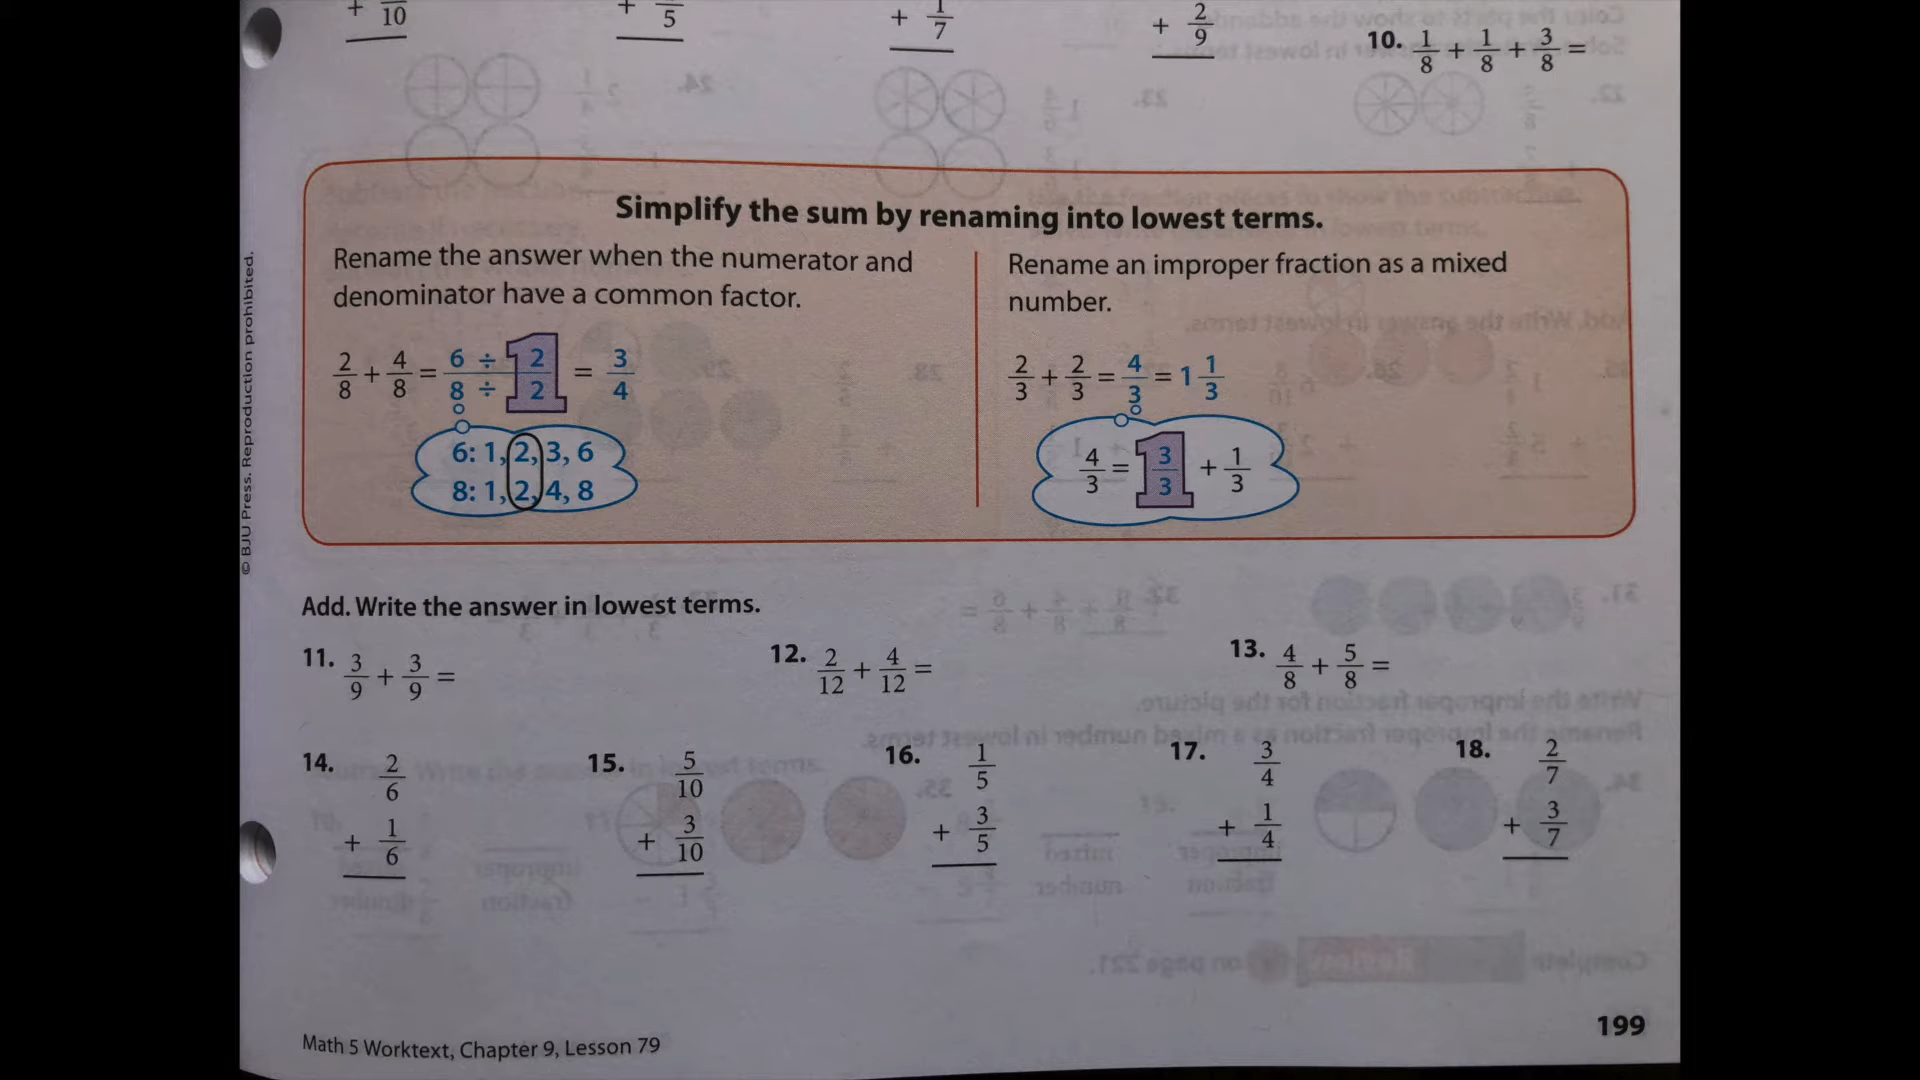 + 10
+ 5
+ 1/7
+ 2/9
10. 1/8 + 1/8 + 3/8 =
Simplify the sum by renaming into lowest terms.
Rename the answer when the numerator and
denominator have a common factor.
2/8 + 4/8 = 6/8 ÷ 2/2 = 3/4
6: 1, 2, 3, 6
8: 1, 2, 4, 8
Rename an improper fraction as a mixed
number.
2/3 + 2/3 = 4/3 = 1 1/3
4/3 = 3/3 + 1/3
© BJU Press. Reproduction prohibited.
Add. Write the answer in lowest terms.
11. 3/9 + 3/9 =
12. 2/12 + 4/12 =
13. 4/8 + 5/8 =
14. 2/6 + 1/6
15. 5/10 + 3/10
16. 1/5 + 3/5
17. 3/4 + 1/4
18. 2/7 + 3/7
199
Math 5 Worktext, Chapter 9, Lesson 79